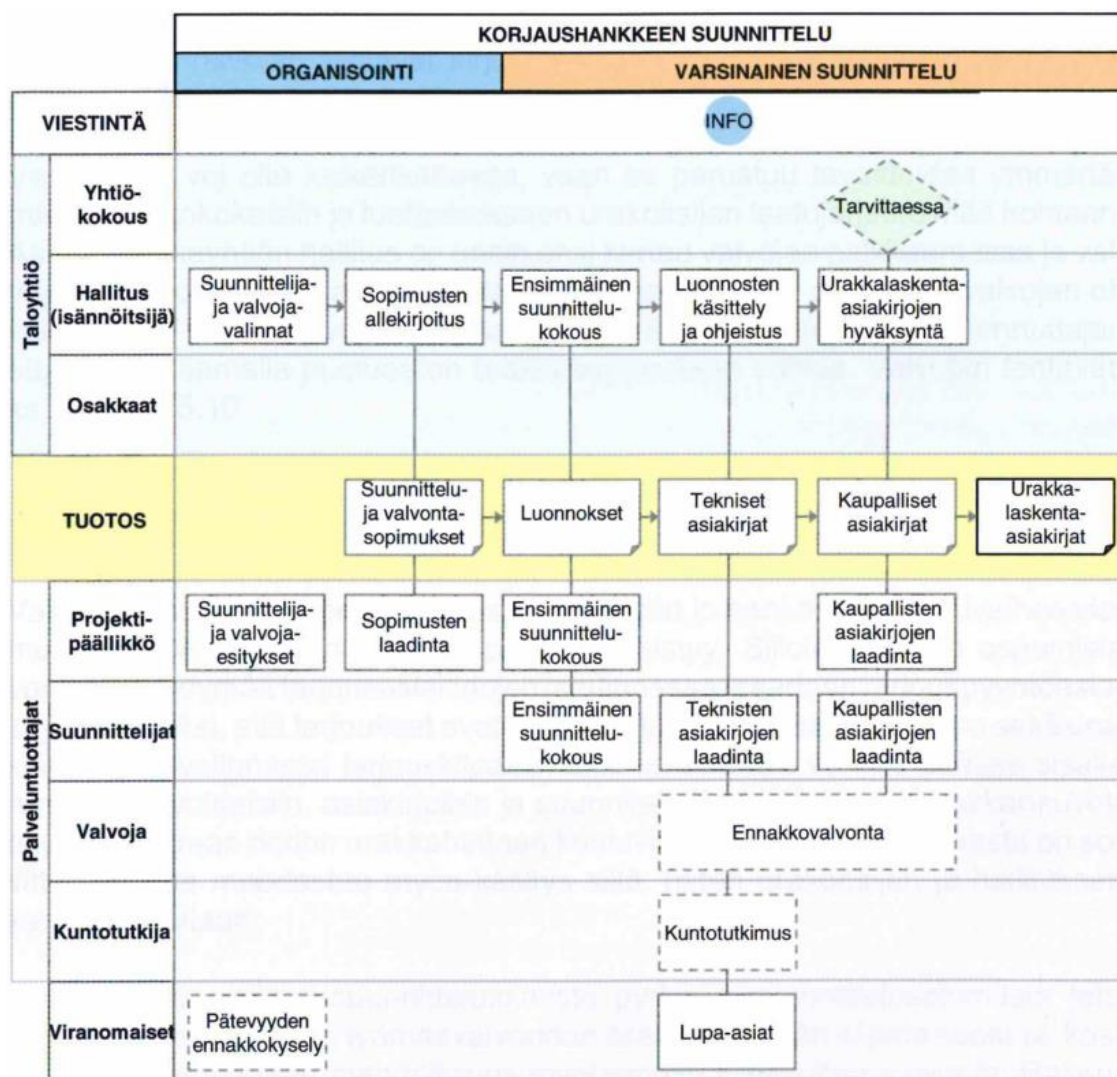 KORJAUSHANKKEEN SUUNNITTELU
ORGANISOINTI
VARSINAINEN SUUNNITTELU
VIESTINTÄ
INFO
Taloyhtiö
Yhtiö-
kokous
Tarvittaessa
Hallitus
(isännöitsijä)
Suunnittelija-
ja valvoja-
valinnat
Sopimusten
allekirjoitus
Ensimmäinen
suunnittelu-
kokous
Luonnosten
käsittely
ja ohjeistus
Urakkalaskenta-
asiakirjojen
hyväksyntä
Osakkaat
TUOTOS
Suunnittelu-
ja valvonta-
sopimukset
Luonnokset
Tekniset
asiakirjat
Kaupalliset
asiakirjat
Urakka-
laskenta-
asiakirjat
Palveluntuottajat
Projekti-
päällikkö
Suunnittelija-
ja valvoja-
esitykset
Sopimusten
laadinta
Ensimmäinen
suunnittelu-
kokous
Kaupallisten
asiakirjojen
laadinta
Suunnittelijat
Ensimmäinen
suunnittelu-
kokous
Teknisten
asiakirjojen
laadinta
Kaupallisten
asiakirjojen
laadinta
Valvoja
Ennakkovalvonta
Kuntotutkija
Kuntotutkimus
Viranomaiset
Pätevyyden
ennakkokysely
Lupa-asiat